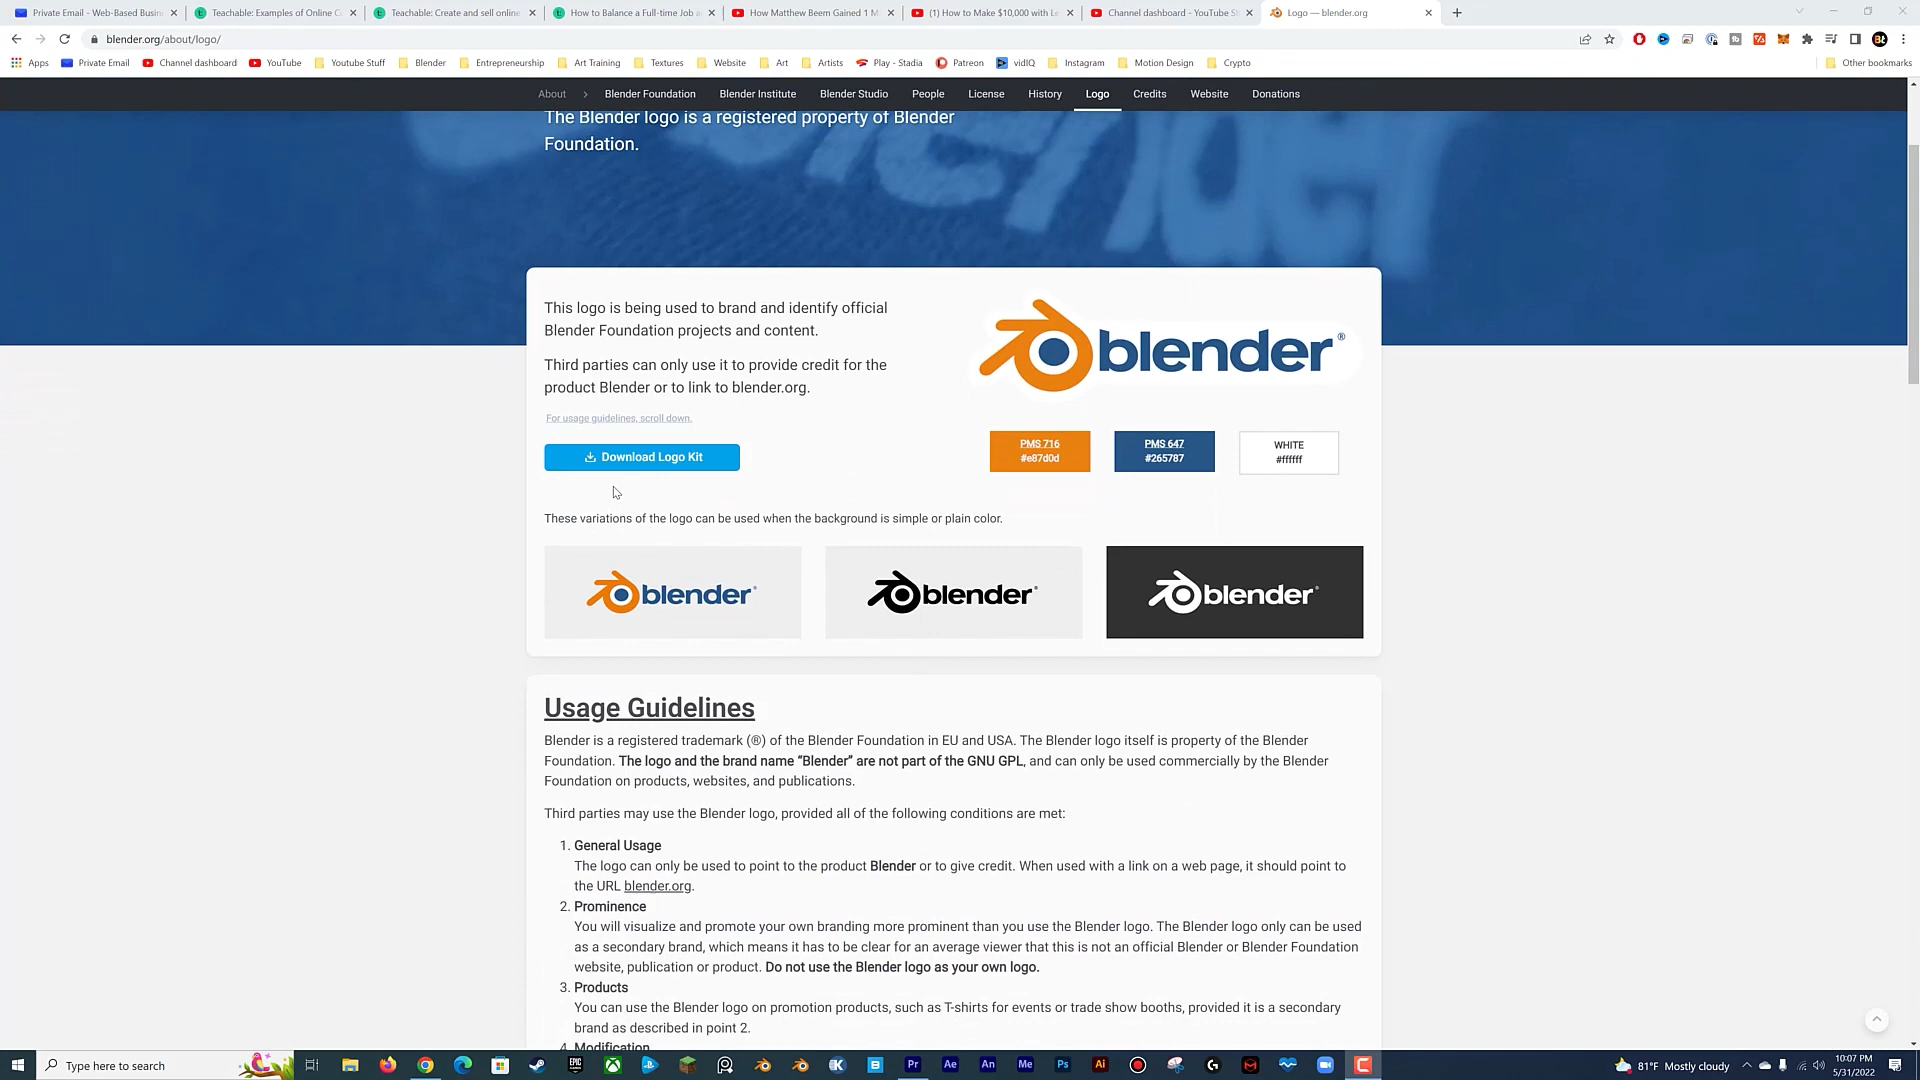 Private Email - Web-Based Busin
Teachable: Examples of Online Co
Teachable: Create and sell online
How to Balance a Full-time Job a
How Matthew Beem Gained 1 M
(1) How to Make $10,000 with Le
Channel dashboard - YouTube St
Logo — blender.org
blender.org/about/logo/
Apps
Private Email
Channel dashboard
YouTube
Youtube Stuff
Blender
Entrepreneurship
Art Training
Textures
Website
Art
Artists
Play - Stadia
Patreon
vidIQ
Instagram
Motion Design
Crypto
Other bookmarks
About
Blender Foundation
Blender Institute
Blender Studio
People
License
History
Logo
Credits
Website
Donations
The Blender logo is a registered property of Blender
Foundation.
This logo is being used to brand and identify official
Blender Foundation projects and content.
Third parties can only use it to provide credit for the
product Blender or to link to blender.org.
For usage guidelines, scroll down.
Download Logo Kit
blender®
PMS 716
#e87d0d
PMS 647
#265787
WHITE
#ffffff
These variations of the logo can be used when the background is simple or plain color.
blender
blender
blender
Usage Guidelines
Blender is a registered trademark (®) of the Blender Foundation in EU and USA. The Blender logo itself is property of the Blender
Foundation. The logo and the brand name “Blender” are not part of the GNU GPL, and can only be used commercially by the Blender
Foundation on products, websites, and publications.
Third parties may use the Blender logo, provided all of the following conditions are met:
1. General Usage
The logo can only be used to point to the product Blender or to give credit. When used with a link on a web page, it should point to
the URL blender.org.
2. Prominence
You will visualize and promote your own branding more prominent than you use the Blender logo. The Blender logo only can be used
as a secondary brand, which means it has to be clear for an average viewer that this is not an official Blender or Blender Foundation
website, publication or product. Do not use the Blender logo as your own logo.
3. Products
You can use the Blender logo on promotion products, such as T-shirts for events or trade show booths, provided it is a secondary
brand as described in point 2.
4. Modification
Type here to search
EPIC
Pr
Ae
An
Me
Ps
Ai
81°F Mostly cloudy
10:07 PM
5/31/2022